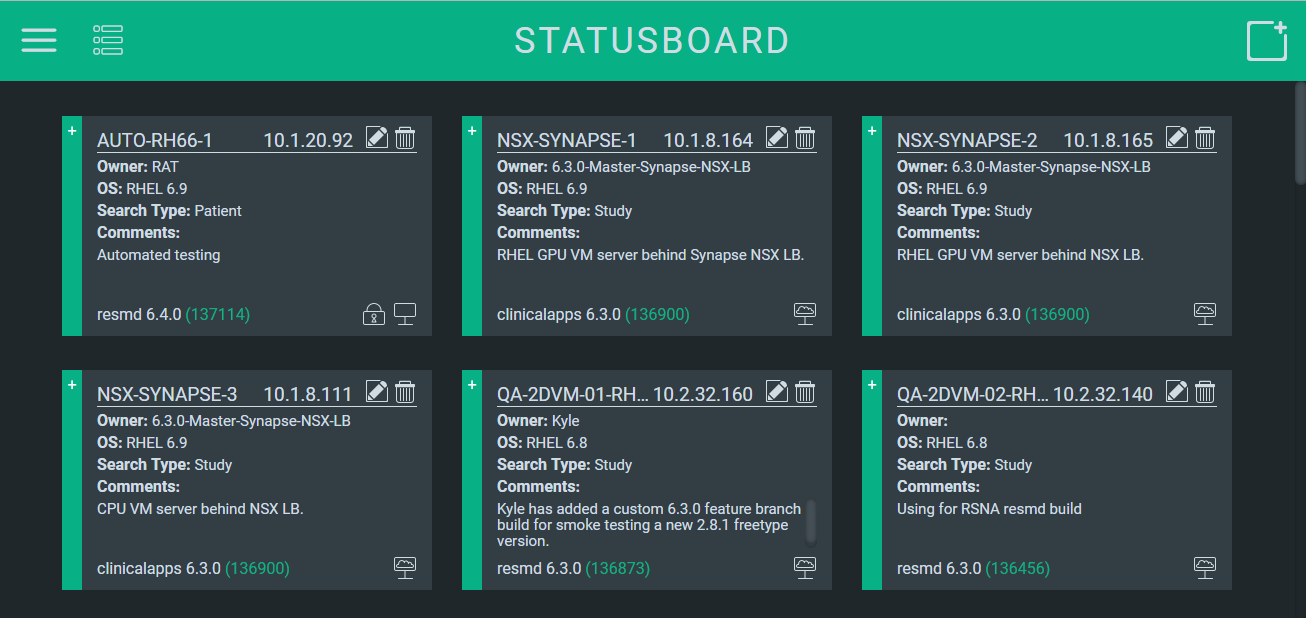 STATUSBOARD
+
AUTO-RH66-1 10.1.20.92
Owner: RAT
OS: RHEL 6.9
Search Type: Patient
Comments:
Automated testing
resmd 6.4.0 (137114)
+
NSX-SYNAPSE-1 10.1.8.164
Owner: 6.3.0-Master-Synapse-NSX-LB
OS: RHEL 6.9
Search Type: Study
Comments:
RHEL GPU VM server behind Synapse NSX LB.
clinicalapps 6.3.0 (136900)
+
NSX-SYNAPSE-2 10.1.8.165
Owner: 6.3.0-Master-Synapse-NSX-LB
OS: RHEL 6.9
Search Type: Study
Comments:
RHEL GPU VM server behind NSX LB.
clinicalapps 6.3.0 (136900)
+
NSX-SYNAPSE-3 10.1.8.111
Owner: 6.3.0-Master-Synapse-NSX-LB
OS: RHEL 6.9
Search Type: Study
Comments:
CPU VM server behind NSX LB.
clinicalapps 6.3.0 (136900)
+
QA-2DVM-01-RH... 10.2.32.160
Owner: Kyle
OS: RHEL 6.8
Search Type: Study
Comments:
Kyle has added a custom 6.3.0 feature branch
build for smoke testing a new 2.8.1 freetype
version.
resmd 6.3.0 (136873)
+
QA-2DVM-02-RH... 10.2.32.140
Owner:
OS: RHEL 6.8
Search Type: Study
Comments:
Using for RSNA resmd build
resmd 6.3.0 (136456)